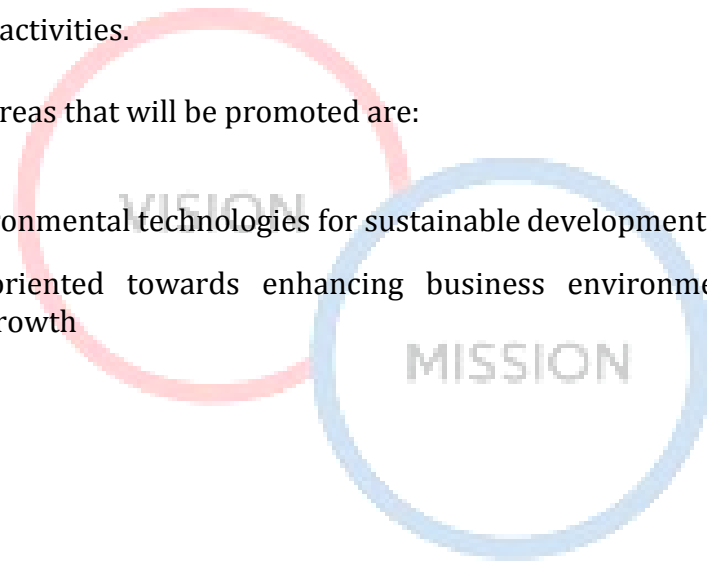 activities.
reas that will be promoted are:
VISION
onmental technologies for sustainable development
oriented towards enhancing business environme
rowth
MISSION